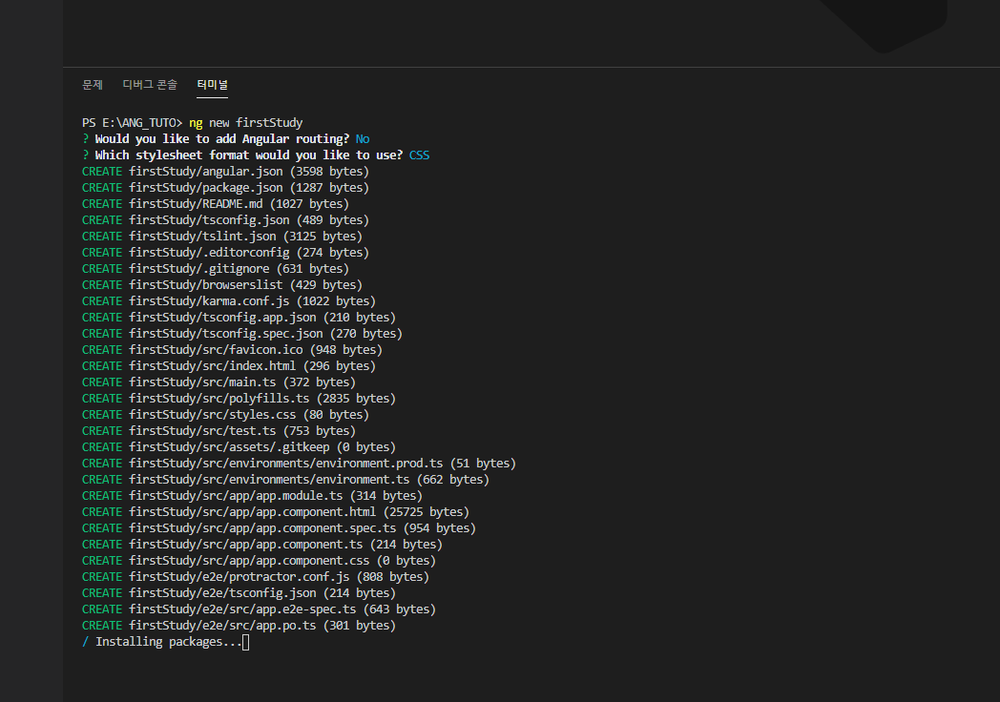 문제 디버그 콘솔 터미널
PS E:\ANG_TUTO> ng new firstStudy
? Would you like to add Angular routing? No
? Which stylesheet format would you like to use? CSS
CREATE firstStudy/angular.json (3598 bytes)
CREATE firstStudy/package.json (1287 bytes)
CREATE firstStudy/README.md (1027 bytes)
CREATE firstStudy/tsconfig.json (489 bytes)
CREATE firstStudy/tslint.json (3125 bytes)
CREATE firstStudy/.editorconfig (274 bytes)
CREATE firstStudy/.gitignore (631 bytes)
CREATE firstStudy/browserslist (429 bytes)
CREATE firstStudy/karma.conf.js (1022 bytes)
CREATE firstStudy/tsconfig.app.json (210 bytes)
CREATE firstStudy/tsconfig.spec.json (270 bytes)
CREATE firstStudy/src/favicon.ico (948 bytes)
CREATE firstStudy/src/index.html (296 bytes)
CREATE firstStudy/src/main.ts (372 bytes)
CREATE firstStudy/src/polyfills.ts (2835 bytes)
CREATE firstStudy/src/styles.css (80 bytes)
CREATE firstStudy/src/test.ts (753 bytes)
CREATE firstStudy/src/assets/.gitkeep (0 bytes)
CREATE firstStudy/src/environments/environment.prod.ts (51 bytes)
CREATE firstStudy/src/environments/environment.ts (662 bytes)
CREATE firstStudy/src/app/app.module.ts (314 bytes)
CREATE firstStudy/src/app/app.component.html (25725 bytes)
CREATE firstStudy/src/app/app.component.spec.ts (954 bytes)
CREATE firstStudy/src/app/app.component.ts (214 bytes)
CREATE firstStudy/src/app/app.component.css (0 bytes)
CREATE firstStudy/e2e/protractor.conf.js (808 bytes)
CREATE firstStudy/e2e/tsconfig.json (214 bytes)
CREATE firstStudy/e2e/src/app.e2e-spec.ts (643 bytes)
CREATE firstStudy/e2e/src/app.po.ts (301 bytes)
/ Installing packages...